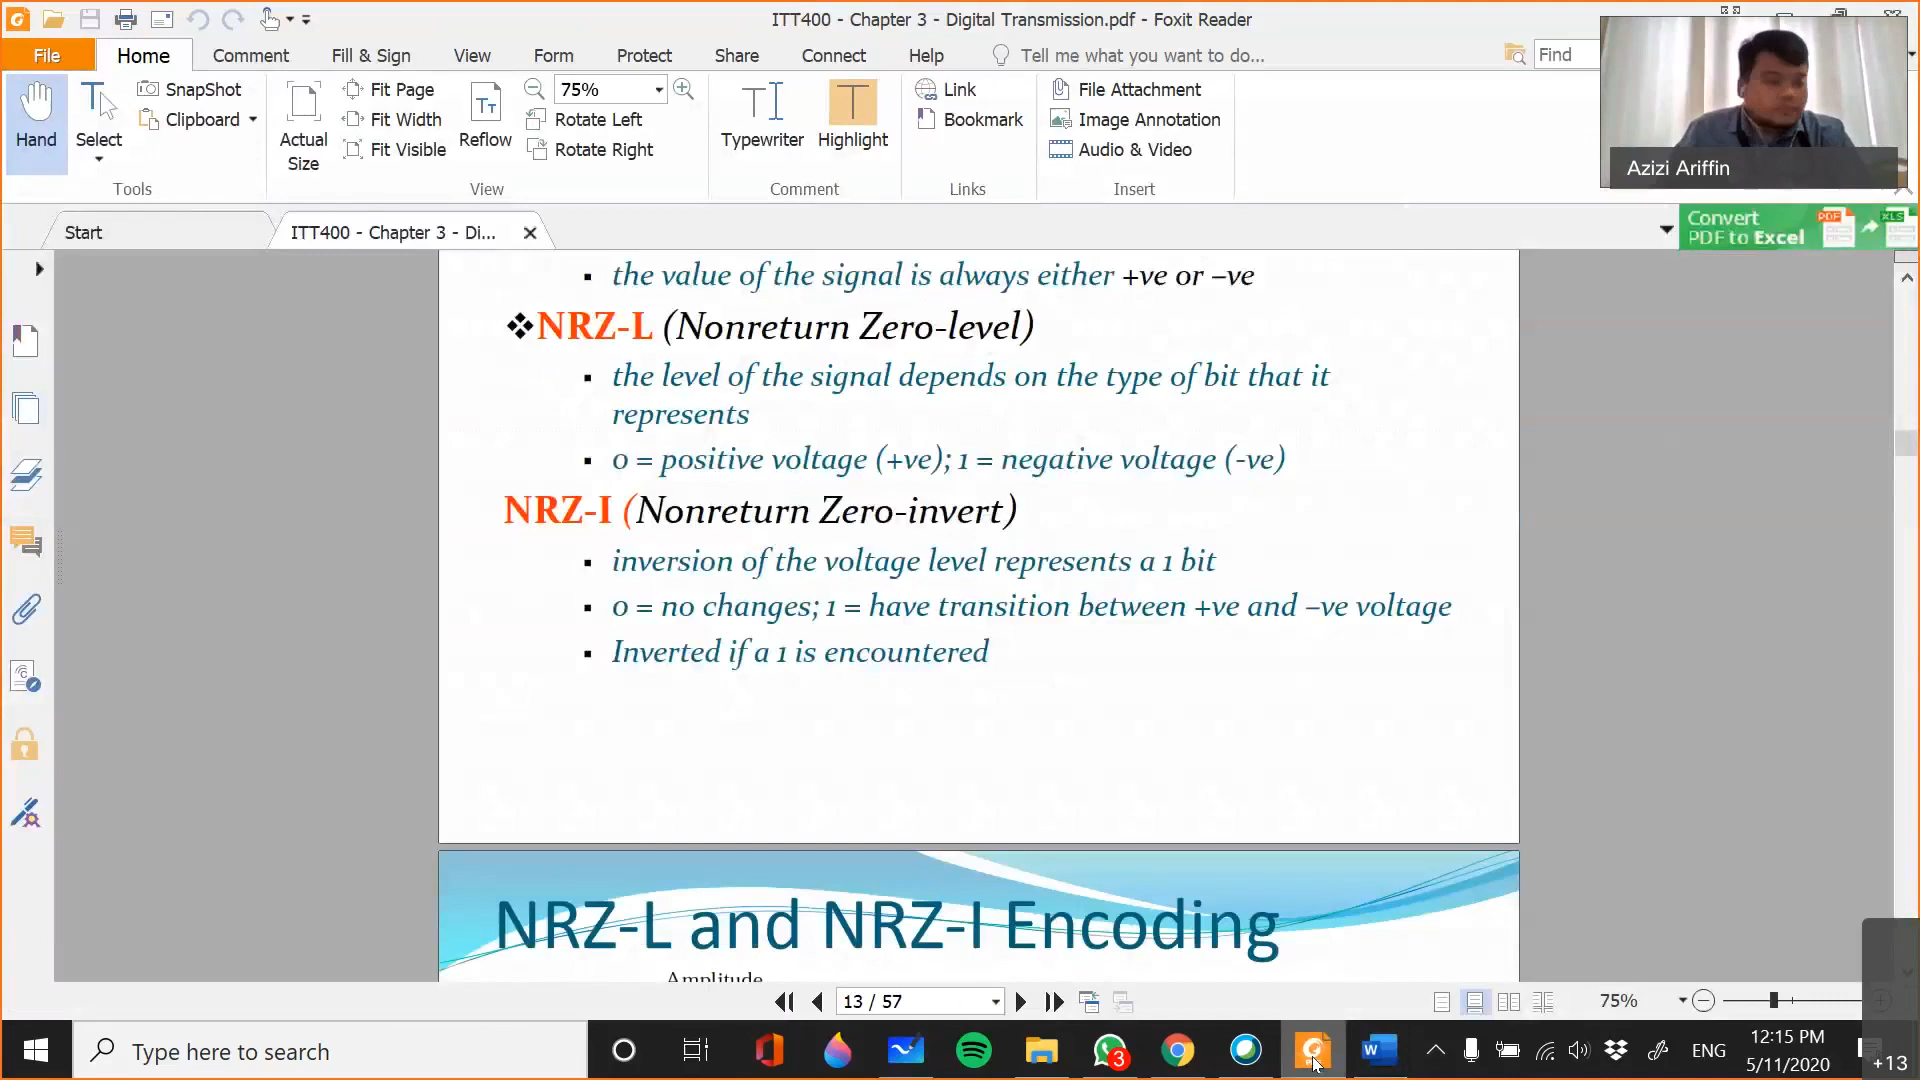 ITT400 - Chapter 3 - Digital Transmission.pdf - Foxit Reader
File Home Comment Fill & Sign View Form Protect Share Connect Help Tell me what you want to do... Find
Hand
Select
SnapShot
Clipboard
Tools
Actual Size
Fit Page
Fit Width
Fit Visible
Reflow
75%
Rotate Left
Rotate Right
View
Typewriter
Highlight
Comment
Link
Bookmark
Links
File Attachment
Image Annotation
Audio & Video
Insert
Azizi Ariffin
Start
ITT400 - Chapter 3 - Di...
Convert
PDF to Excel
PDF
XLS
▪ the value of the signal is always either +ve or –ve
❖NRZ-L (Nonreturn Zero-level)
▪ the level of the signal depends on the type of bit that it
represents
▪ 0 = positive voltage (+ve); 1 = negative voltage (-ve)
NRZ-I (Nonreturn Zero-invert)
▪ inversion of the voltage level represents a 1 bit
▪ 0 = no changes; 1 = have transition between +ve and –ve voltage
▪ Inverted if a 1 is encountered
NRZ-L and NRZ-I Encoding
Amplitude
13 / 57
75%
Type here to search
3
ENG
12:15 PM
5/11/2020
+13